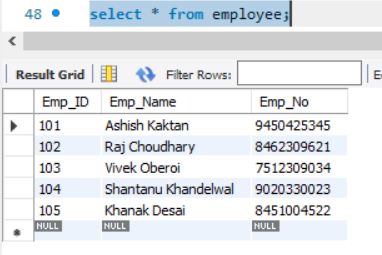 48 select * from employee;
Result Grid Filter Rows: E
Emp_ID Emp_Name Emp_No
101 Ashish Kaktan 9450425345
102 Raj Choudhary 8462309621
103 Vivek Oberoi 7512309034
104 Shantanu Khandelwal 9020330023
105 Khanak Desai 8451004522
NULL NULL NULL